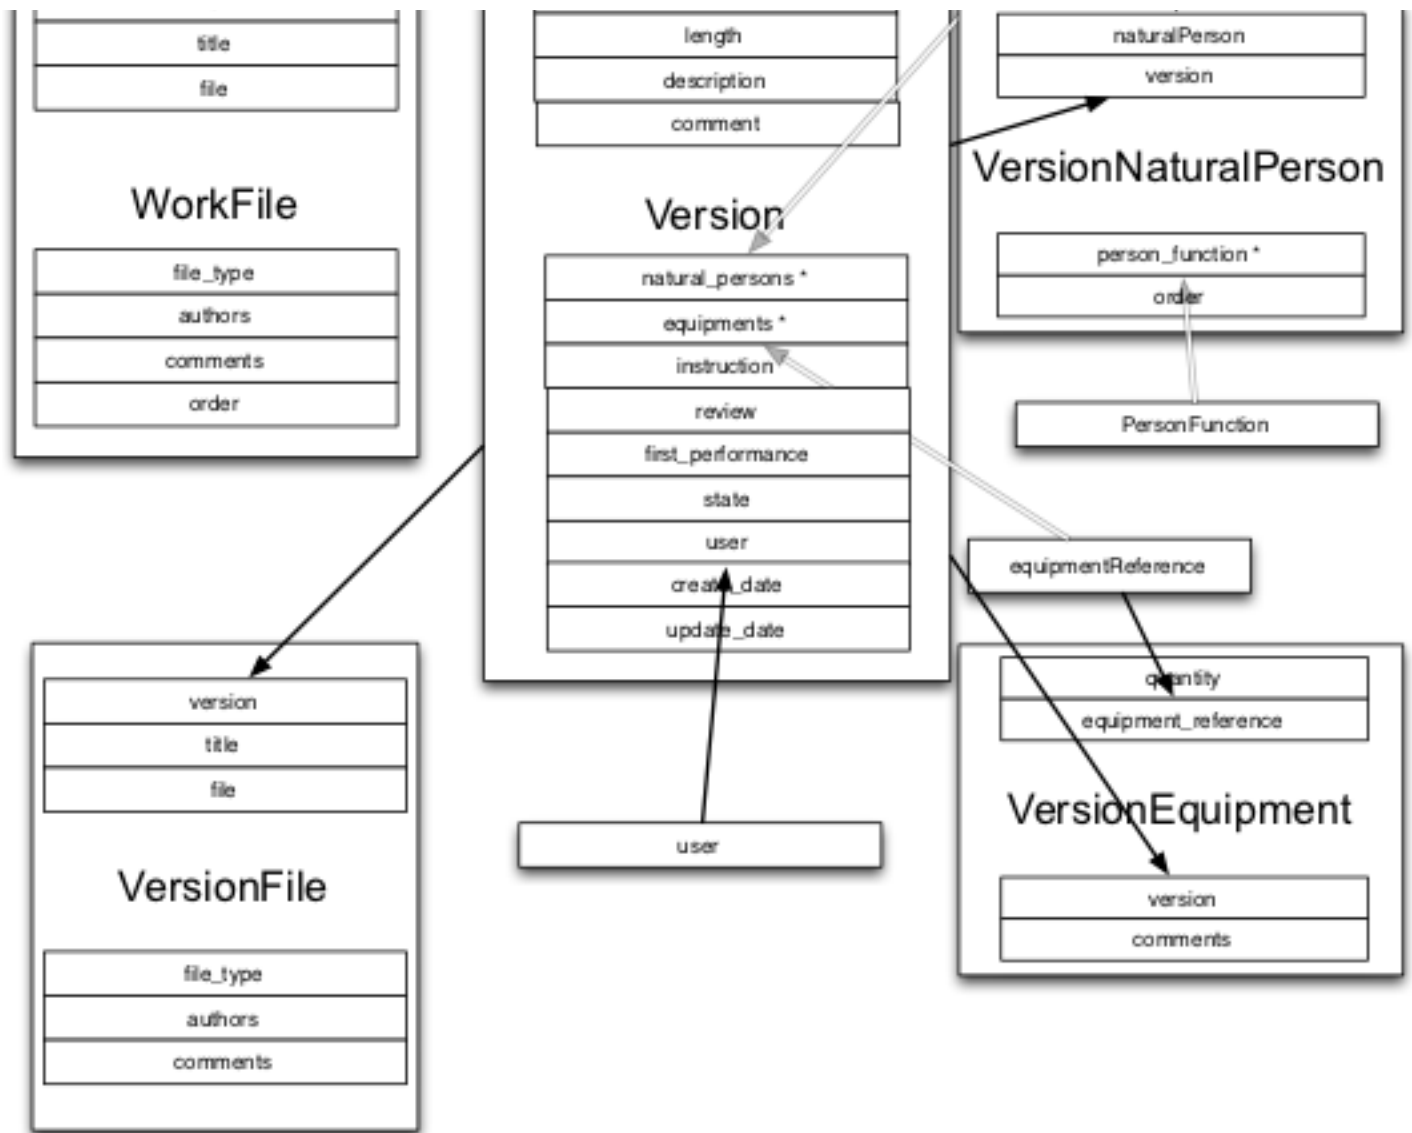 title
file
WorkFile
file_type
authors
comments
order
length
description
comment
Version
natural_persons *
equipments *
instruction
review
first_performance
state
user
create_date
update_date
naturalPerson
version
VersionNaturalPerson
person_function *
order
PersonFunction
equipmentReference
quantity
equipment_reference
VersionEquipment
version
comments
user
version
title
file
VersionFile
file_type
authors
comments